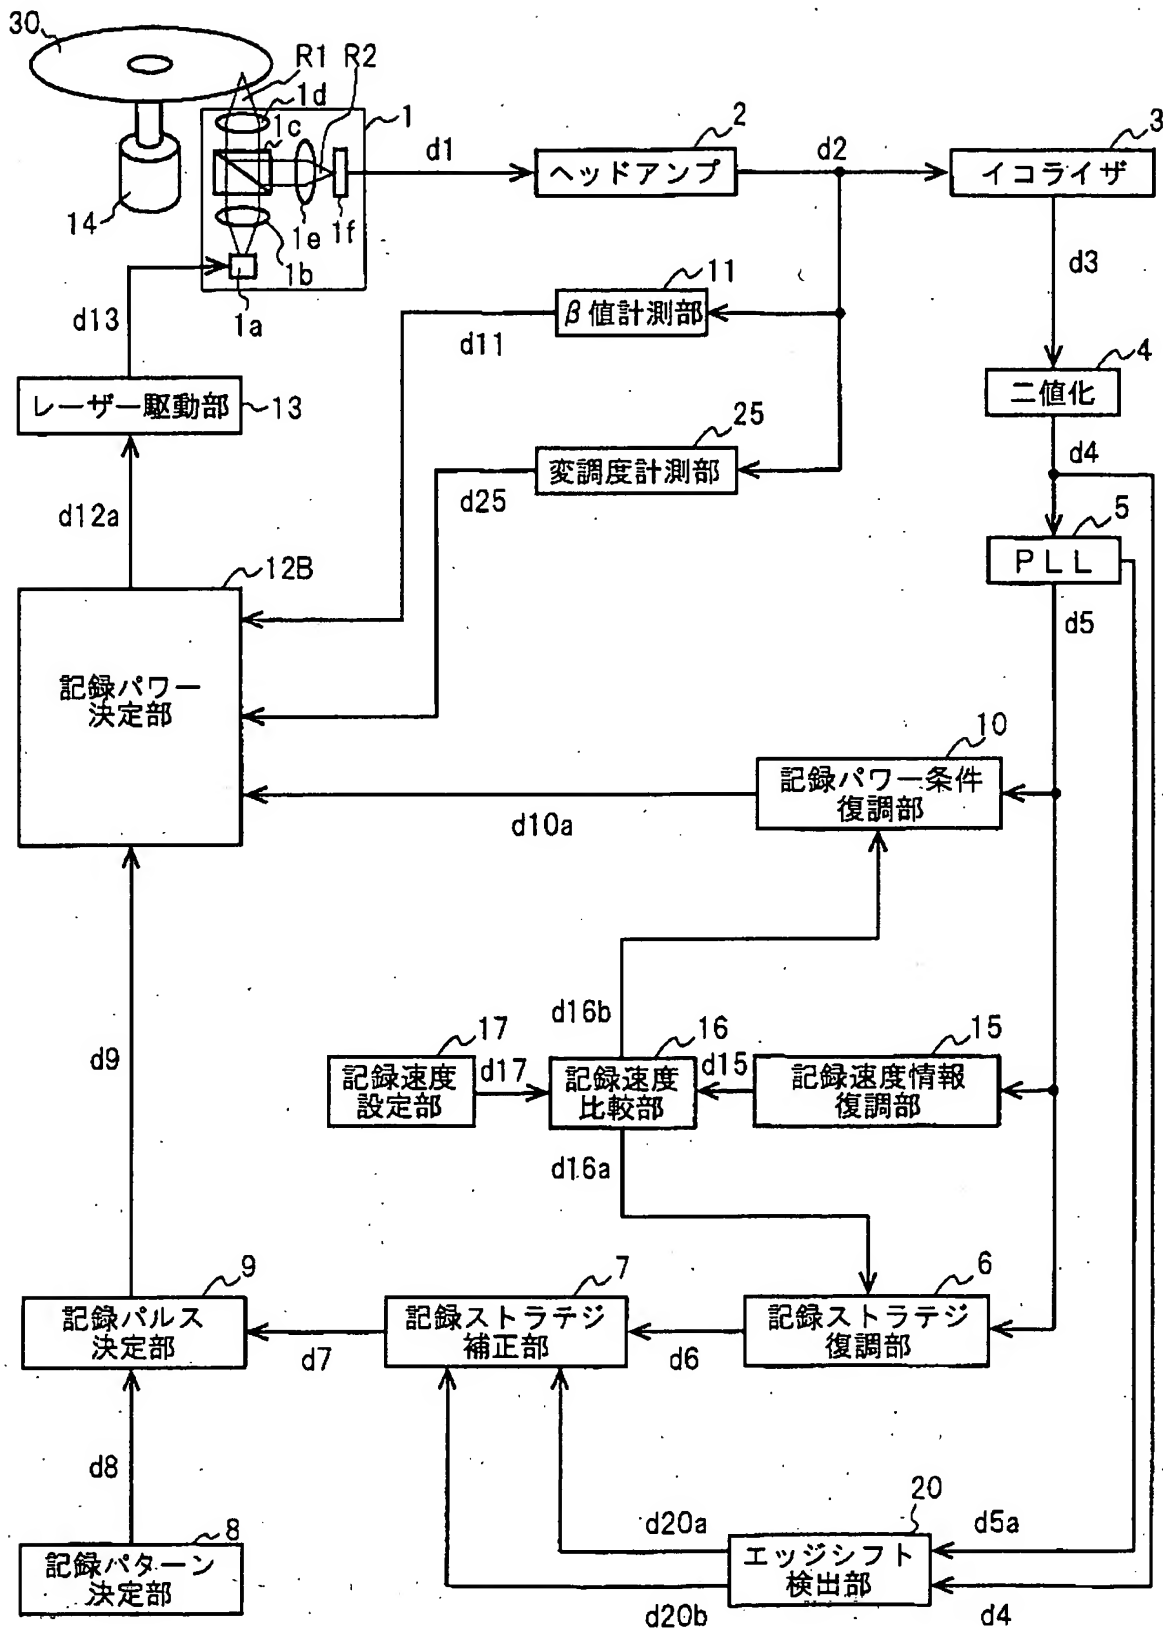 30
R1 R2
1d
1
1c
d1
2
ヘッドアンプ
d2
3
イコライザ
14
1e
1f
1b
1a
d3
d13
11
β値計測部
d11
4
二値化
レーザー駆動部
13
25
変調度計測部
d25
d4
d12a
5
PLL
12B
d5
記録パワー
決定部
10
記録パワー条件
復調部
d10a
d16b
17
記録速度
設定部
d17
16
記録速度
比較部
d15
15
記録速度情報
復調部
d9
d16a
9
記録パルス
決定部
d7
7
記録ストラテジ
補正部
d6
6
記録ストラテジ
復調部
d8
8
記録パターン
決定部
d20a
d20b
20
エッジシフト
検出部
d5a
d4